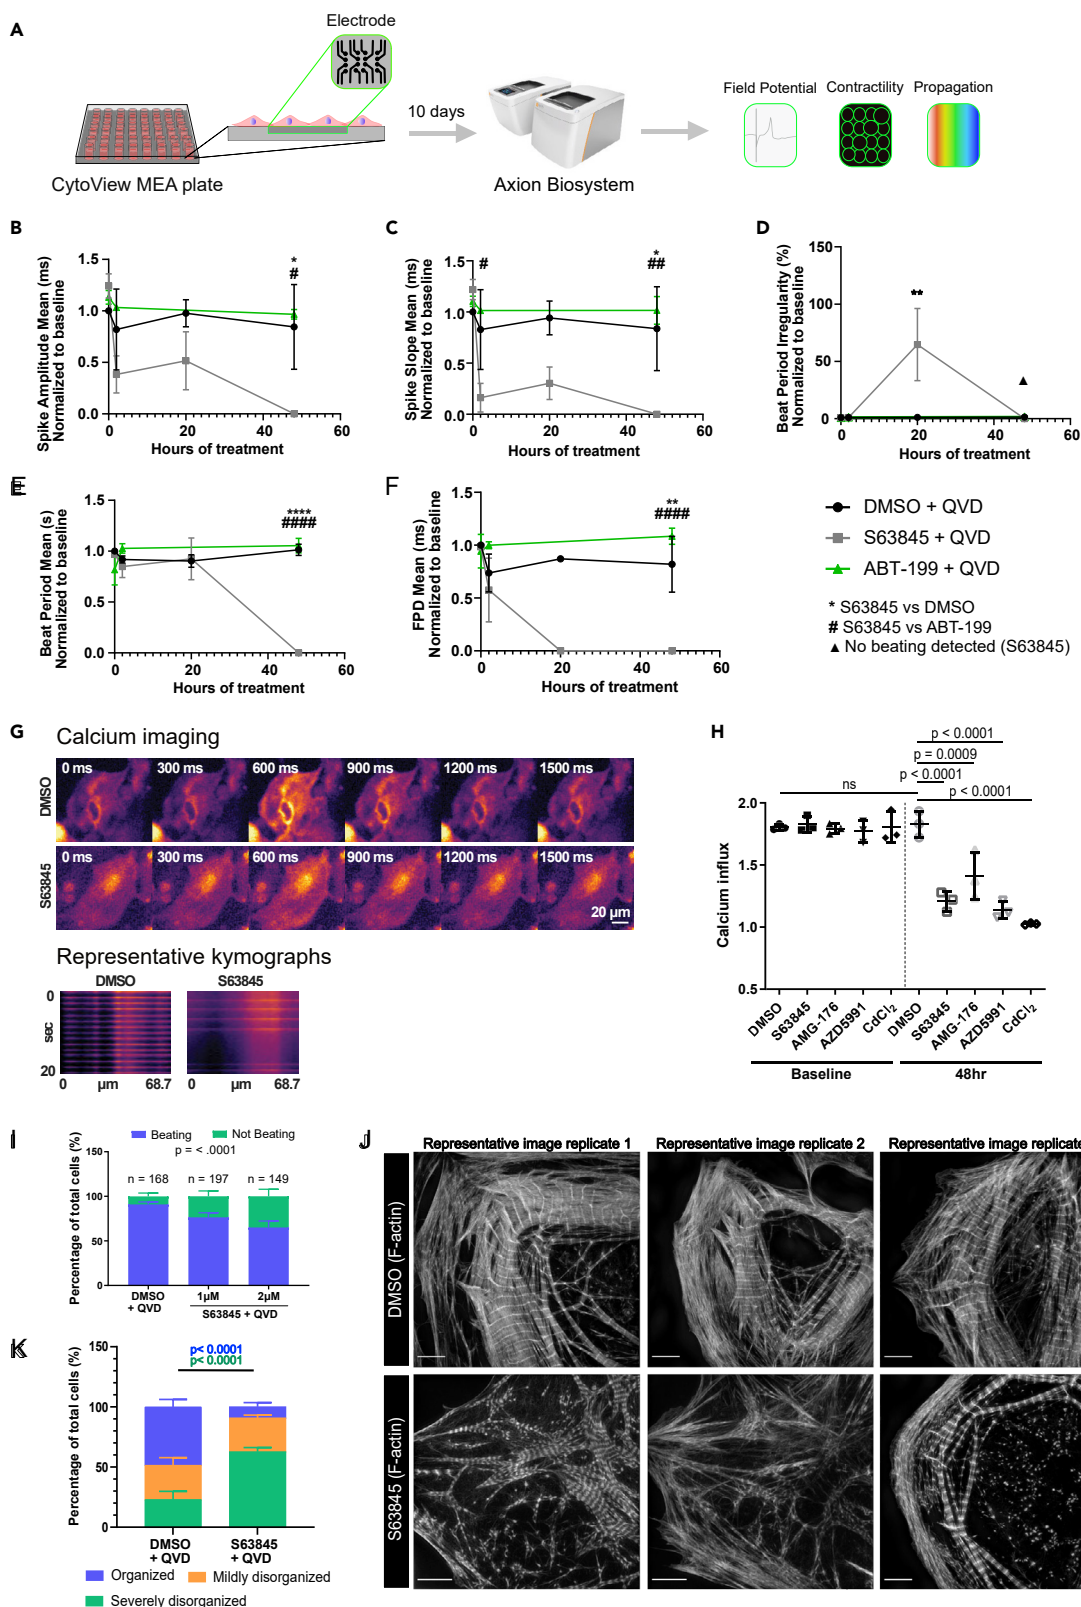 A
Electrode
10 days
Field Potential
Contractility
Propagation
CytoView MEA plate
Axion Biosystem
B
Spike Amplitude Mean (ms)
Normalized to baseline
1.5
1.0
0.5
0.0
*
#
0
20
40
60
Hours of treatment
C
Spike Slope Mean (ms)
Normalized to baseline
1.5
1.0
0.5
0.0
#
*
##
0
20
40
60
Hours of treatment
D
Beat Period Irregularity (%)
Normalized to baseline
150
100
50
0
**
▲
0
20
40
60
Hours of treatment
E
Beat Period Mean (s)
Normalized to baseline
1.5
1.0
0.5
0.0
****
####
0
20
40
60
Hours of treatment
F
FPD Mean (ms)
Normalized to baseline
1.5
1.0
0.5
0.0
**
####
0
20
40
60
Hours of treatment
DMSO + QVD
S63845 + QVD
ABT-199 + QVD
* S63845 vs DMSO
# S63845 vs ABT-199
▲ No beating detected (S63845)
G
Calcium imaging
DMSO
0 ms
300 ms
600 ms
900 ms
1200 ms
1500 ms
S63845
0 ms
300 ms
600 ms
900 ms
1200 ms
1500 ms
20 µm
Representative kymographs
DMSO
S63845
0
sec
20
0
µm
68.7
0
µm
68.7
H
p < 0.0001
p = 0.0009
p < 0.0001
p < 0.0001
ns
Calcium influx
2.0
1.5
1.0
0.5
DMSO
S63845
AMG-176
AZD5991
CdCl₂
DMSO
S63845
AMG-176
AZD5991
CdCl₂
Baseline
48hr
I
Beating
Not Beating
p = < .0001
Percentage of total cells (%)
150
100
50
0
n = 168
n = 197
n = 149
DMSO
+ QVD
1µM
2µM
S63845 + QVD
J
Representative image replicate 1
Representative image replicate 2
Representative image replicate
DMSO (F-actin)
S63845 (F-actin)
K
p< 0.0001
p< 0.0001
Percentage of total cells (%)
150
100
50
0
DMSO
+ QVD
S63845
+ QVD
Organized
Mildly disorganized
Severely disorganized